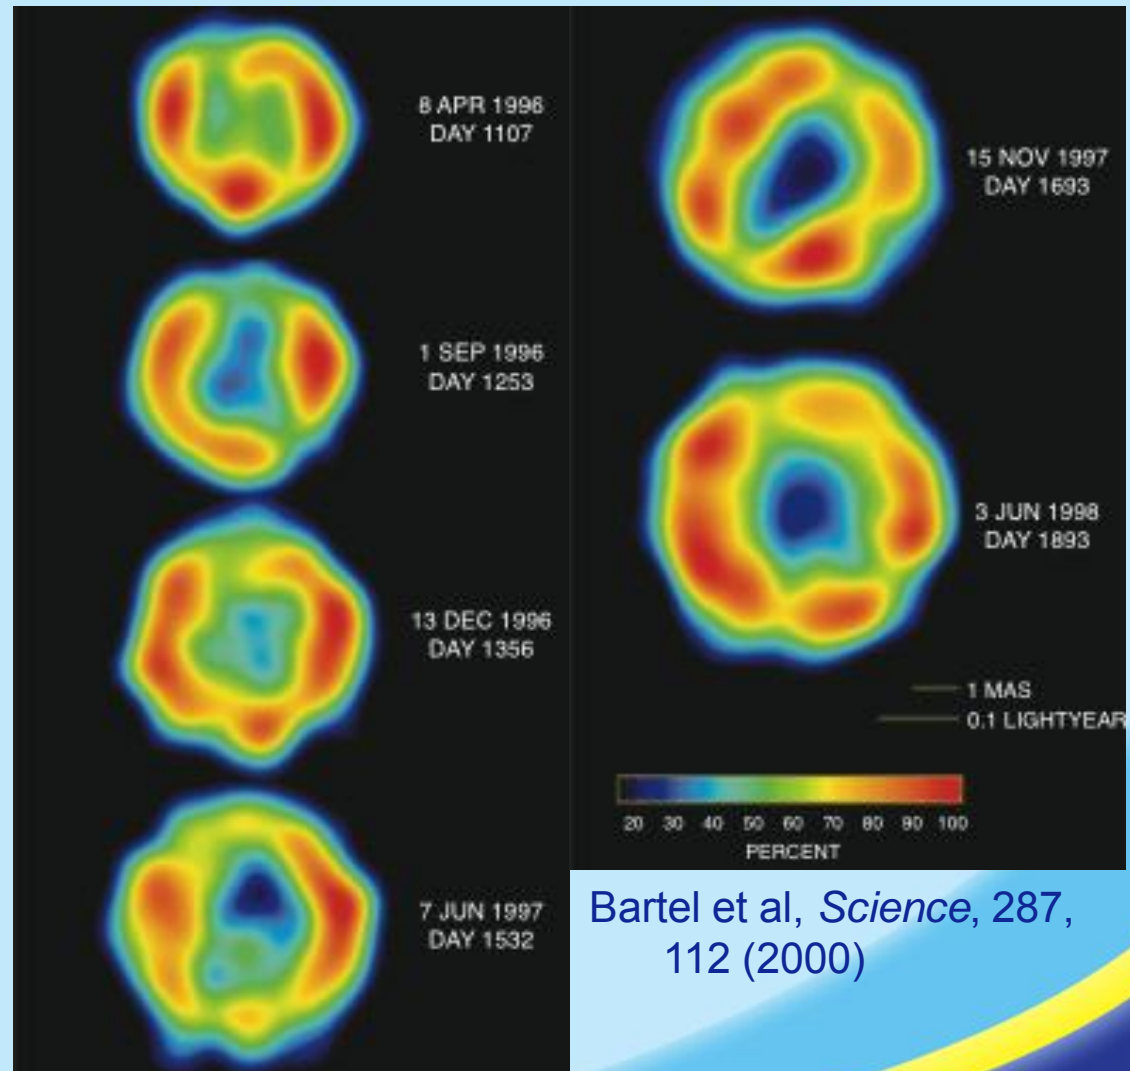 8 APR 1996
DAY 1107
1 SEP 1996
DAY 1253
13 DEC 1996
DAY 1356
7 JUN 1997
DAY 1532
15 NOV 1997
DAY 1693
3 JUN 1998
DAY 1893
1 MAS
0.1 LIGHTYEAR
20 30 40 50 60 70 80 90 100
PERCENT
Bartel et al, Science, 287,
112 (2000)